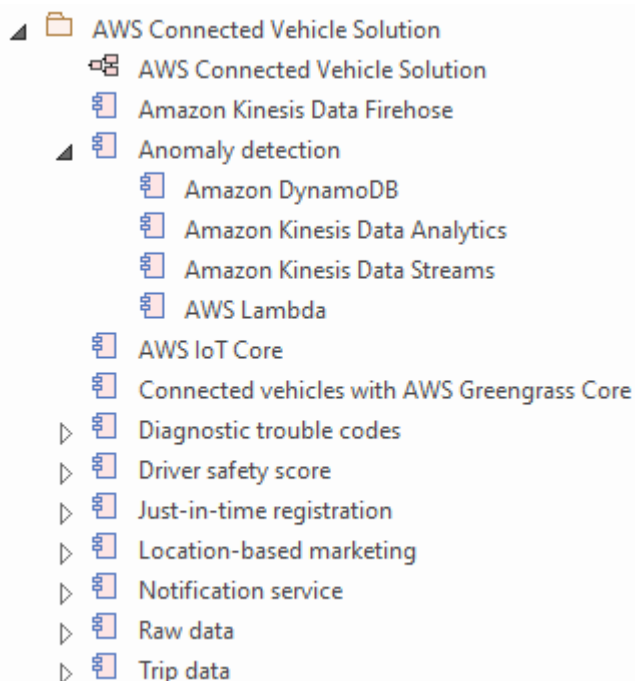 AWS Connected Vehicle Solution
AWS Connected Vehicle Solution
Amazon Kinesis Data Firehose
Anomaly detection
Amazon DynamoDB
Amazon Kinesis Data Analytics
Amazon Kinesis Data Streams
AWS Lambda
AWS IoT Core
Connected vehicles with AWS Greengrass Core
Diagnostic trouble codes
Driver safety score
Just-in-time registration
Location-based marketing
Notification service
Raw data
Trip data